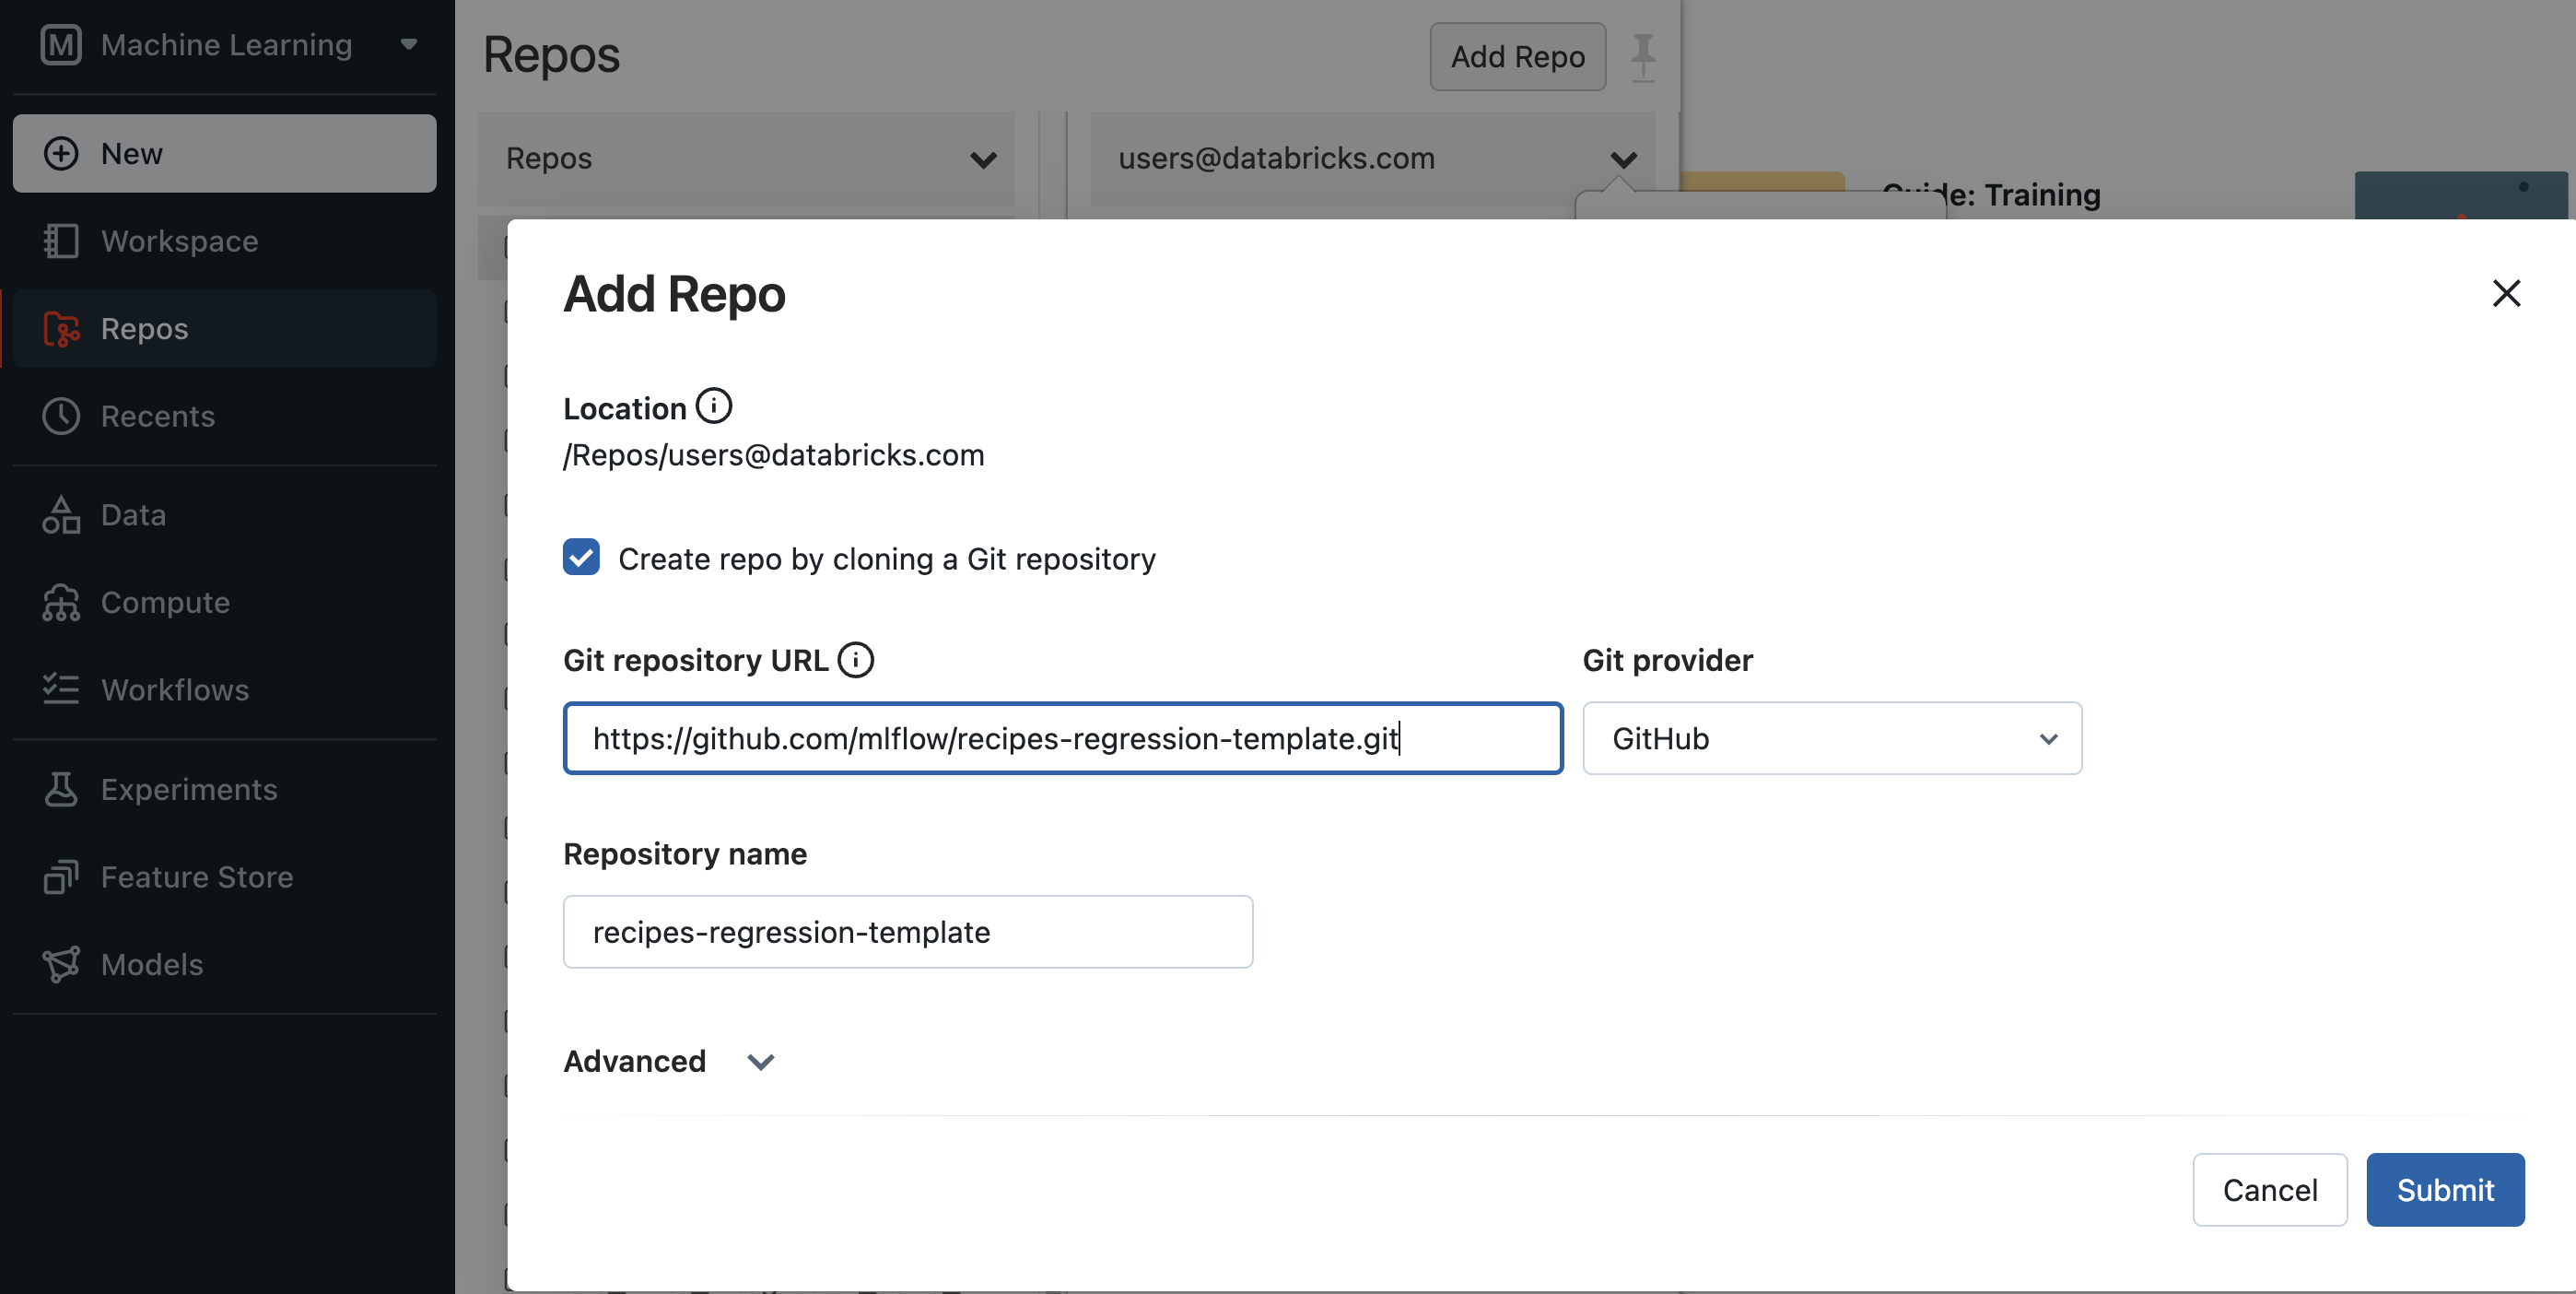 M Machine Learning
New
Workspace
Repos
Recents
Data
Compute
Workflows
Experiments
Feature Store
Models
Repos
Add Repo
Repos
users@databricks.com
Guide: Training
Add Repo
Location
/Repos/users@databricks.com
Create repo by cloning a Git repository
Git repository URL
Git provider
https://github.com/mlflow/recipes-regression-template.git
GitHub
Repository name
recipes-regression-template
Advanced
Cancel
Submit